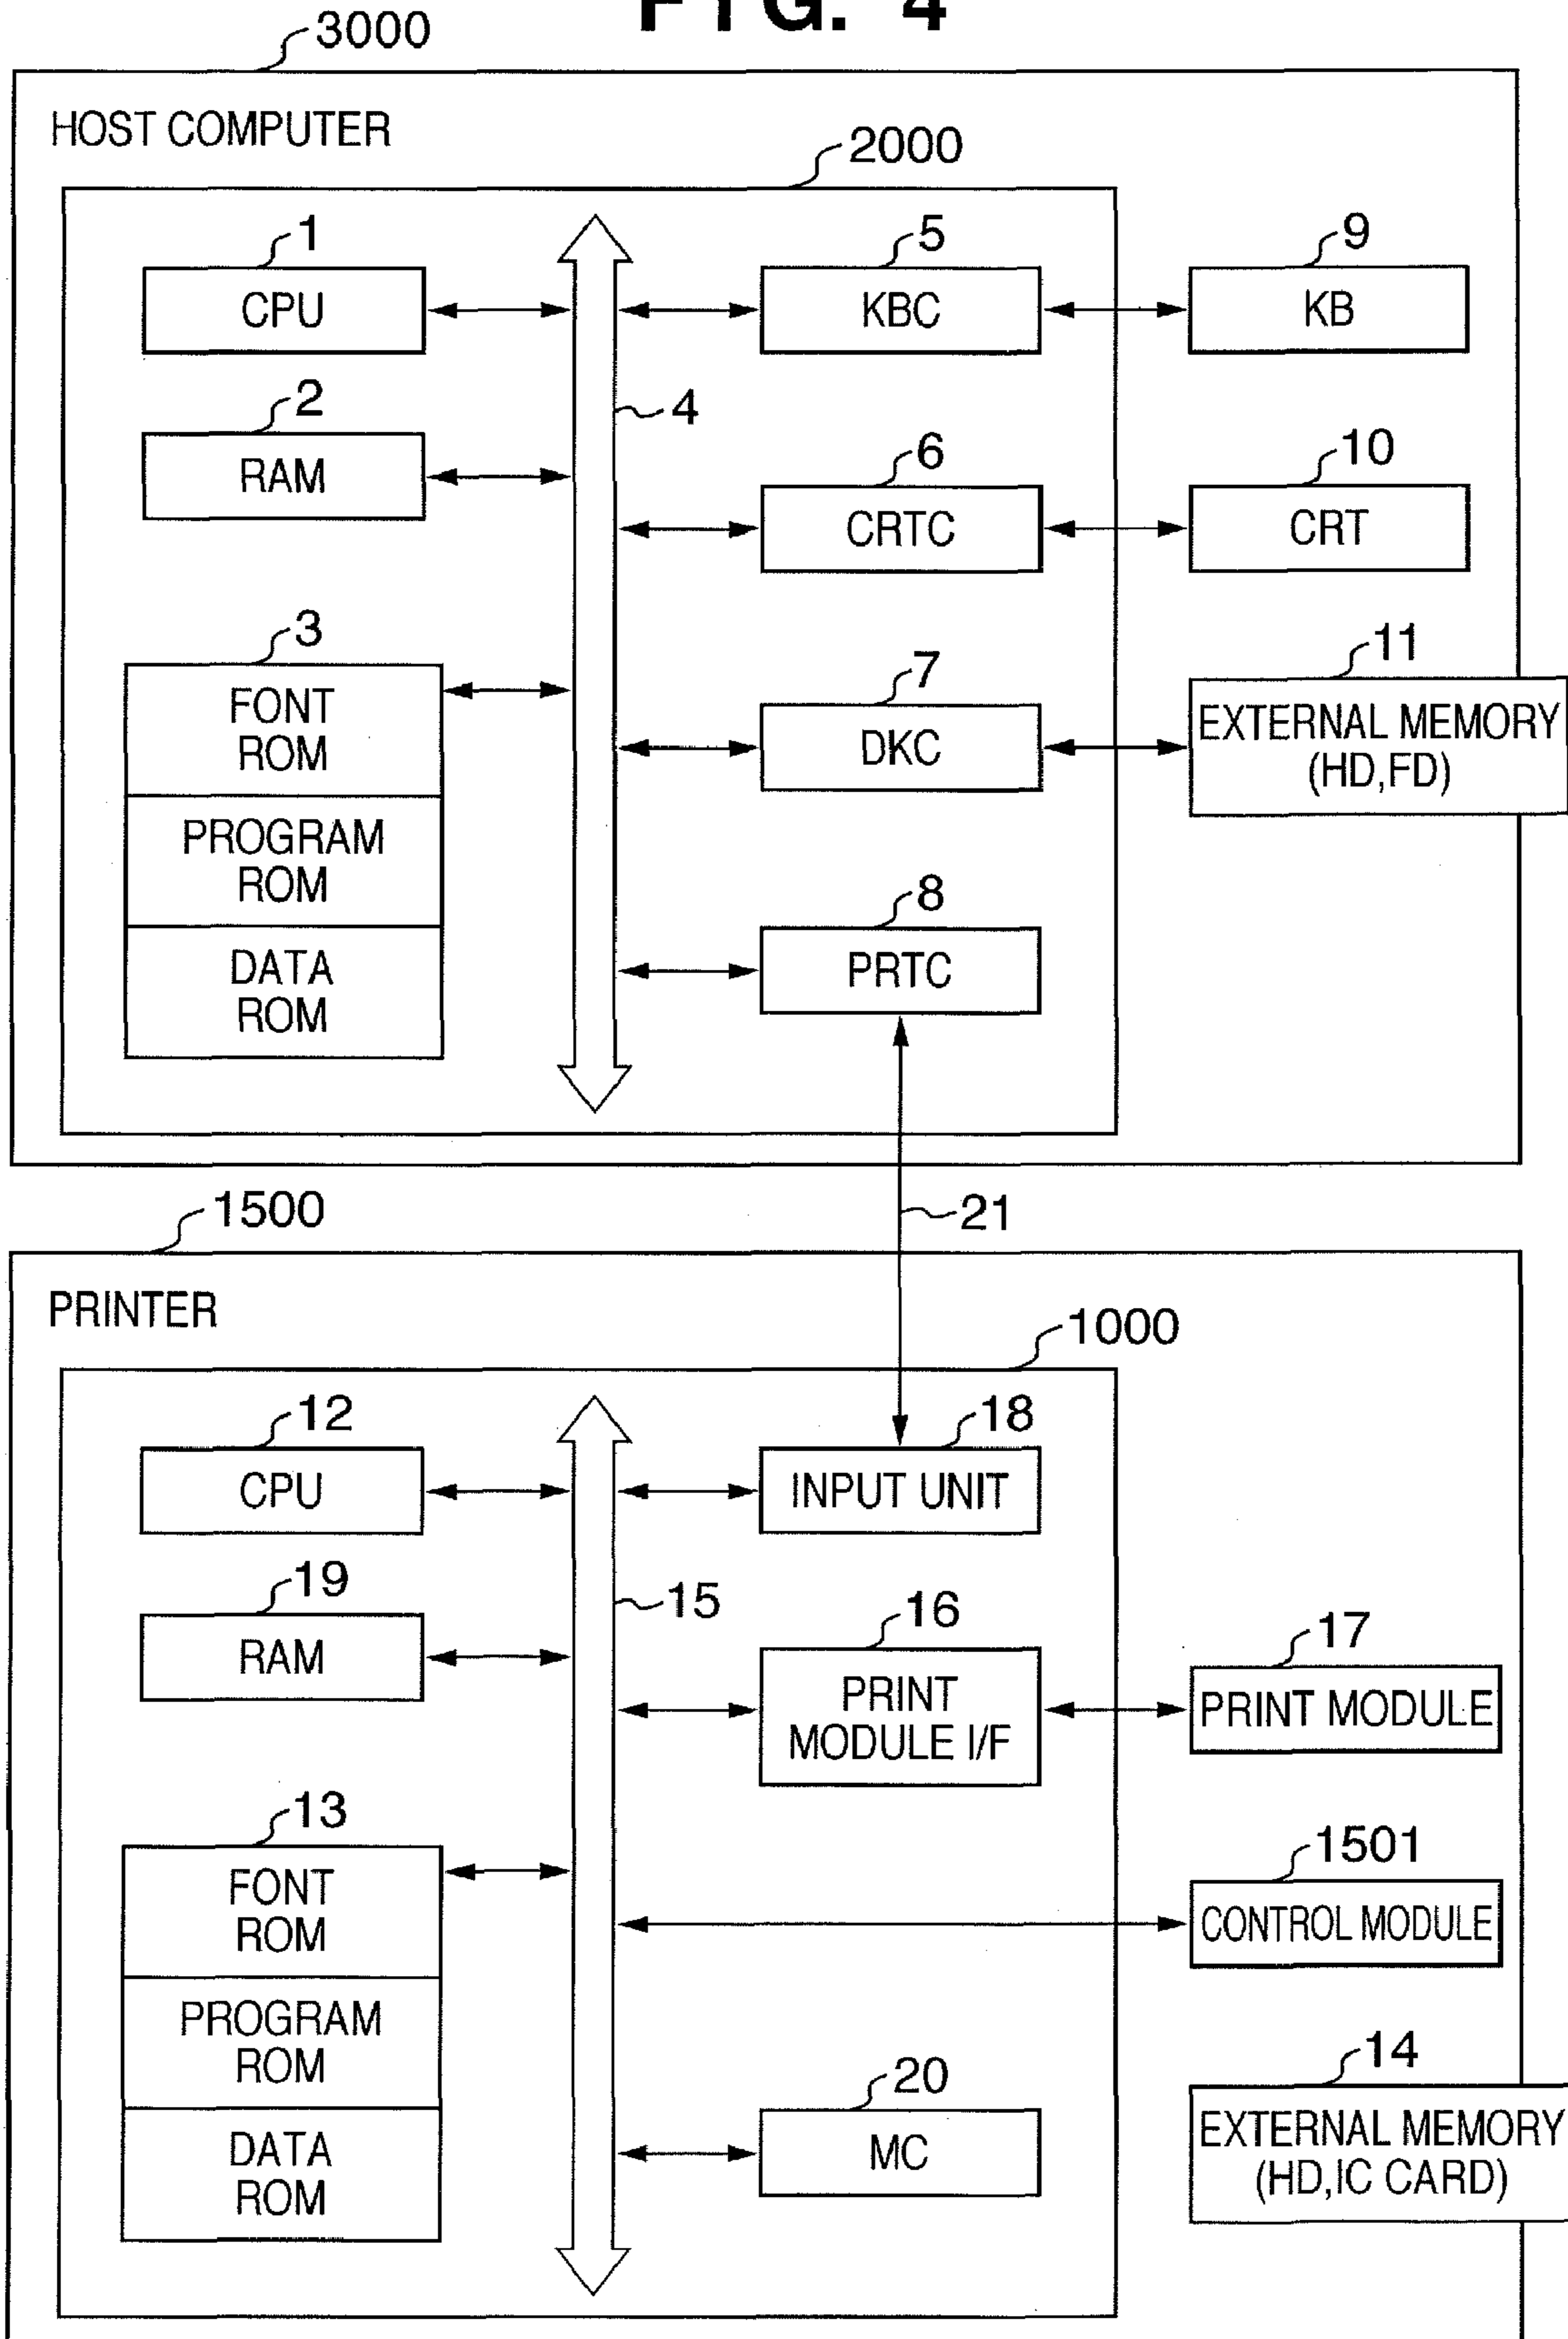 FIG. 4
3000
HOST COMPUTER
2000
1
CPU
5
KBC
9
KB
2
RAM
4
6
CRTC
10
CRT
3
FONT
ROM
PROGRAM
ROM
DATA
ROM
7
DKC
11
EXTERNAL MEMORY
(HD,FD)
8
PRTC
21
1500
PRINTER
1000
12
CPU
18
INPUT UNIT
19
RAM
15
16
PRINT
MODULE I/F
17
PRINT MODULE
13
FONT
ROM
PROGRAM
ROM
DATA
ROM
1501
CONTROL MODULE
20
MC
14
EXTERNAL MEMORY
(HD,IC CARD)